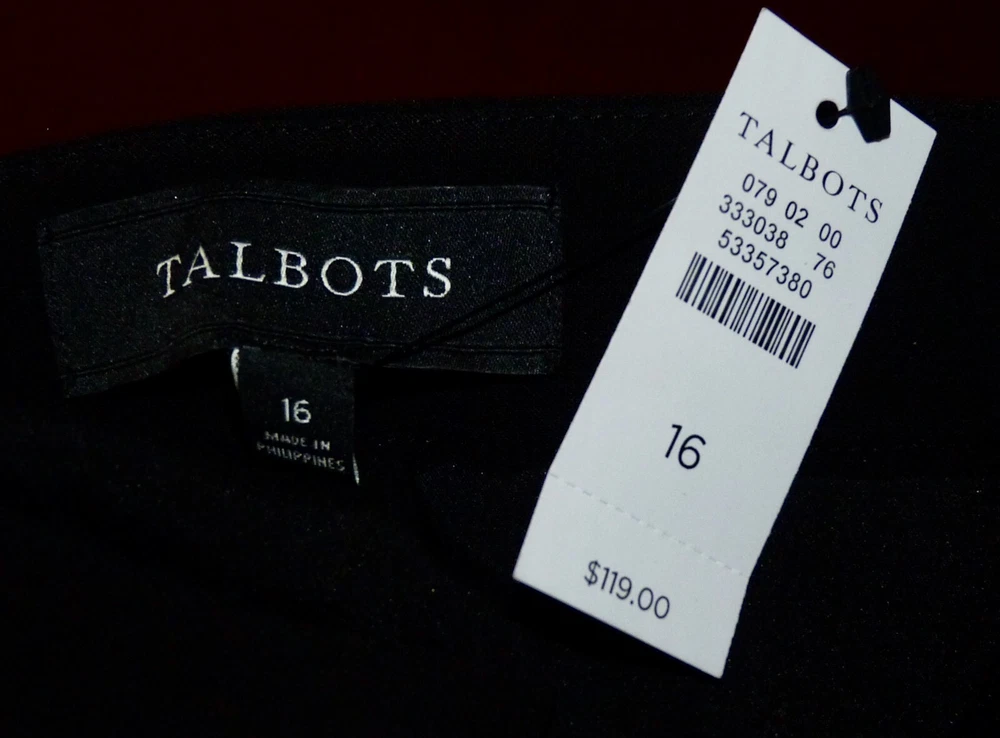 TALBOTS
16
MADE IN
PHILIPPINES
TALBOTS
079 02 00
333038 76
53357380
16
$119.00